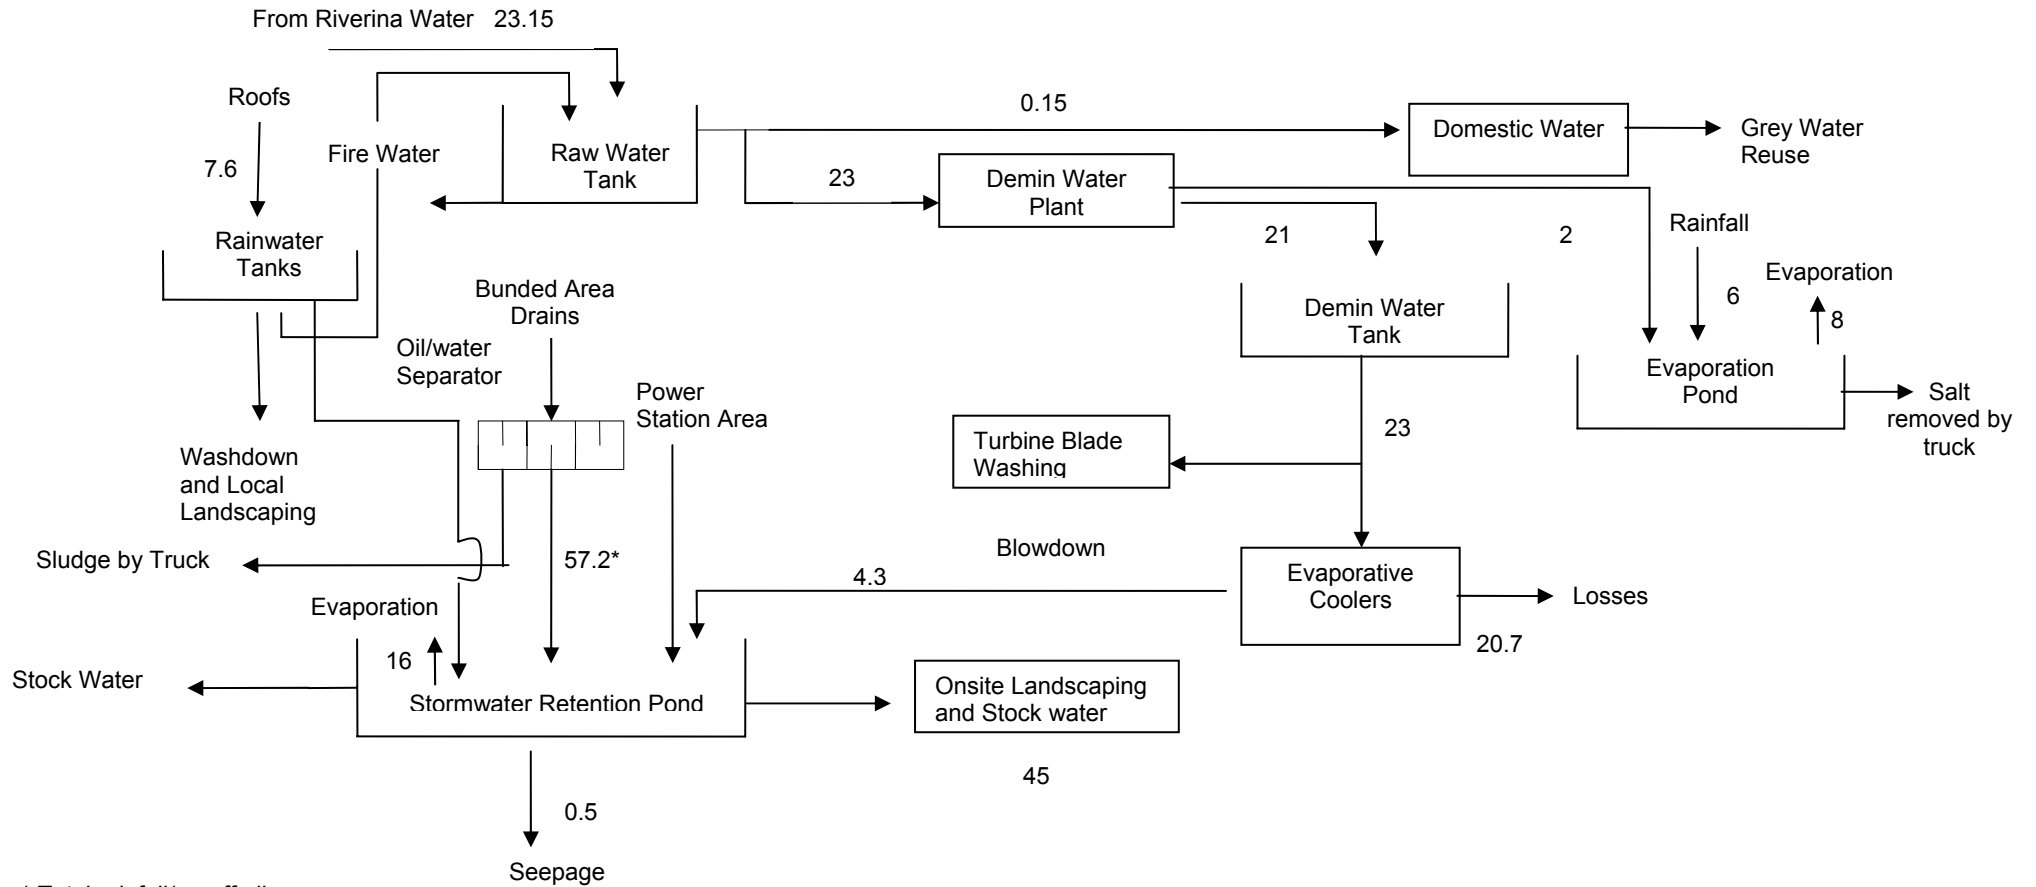 From Riverina Water 23.15
Roofs
7.6
Fire Water
Raw Water
Tank
0.15
Domestic Water
Grey Water
Reuse
23
Demin Water
Plant
21
2
Rainfall
6
Evaporation
8
Rainwater
Tanks
Bunded Area
Drains
Oil/water
Separator
Power
Station Area
Demin Water
Tank
Evaporation
Pond
Salt
removed by
truck
23
Turbine Blade
Washing
Washdown
and Local
Landscaping
Sludge by Truck
57.2*
Blowdown
4.3
Evaporative
Coolers
Losses
20.7
Evaporation
16
Stock Water
Stormwater Retention Pond
Onsite Landscaping
and Stock water
45
0.5
Seepage